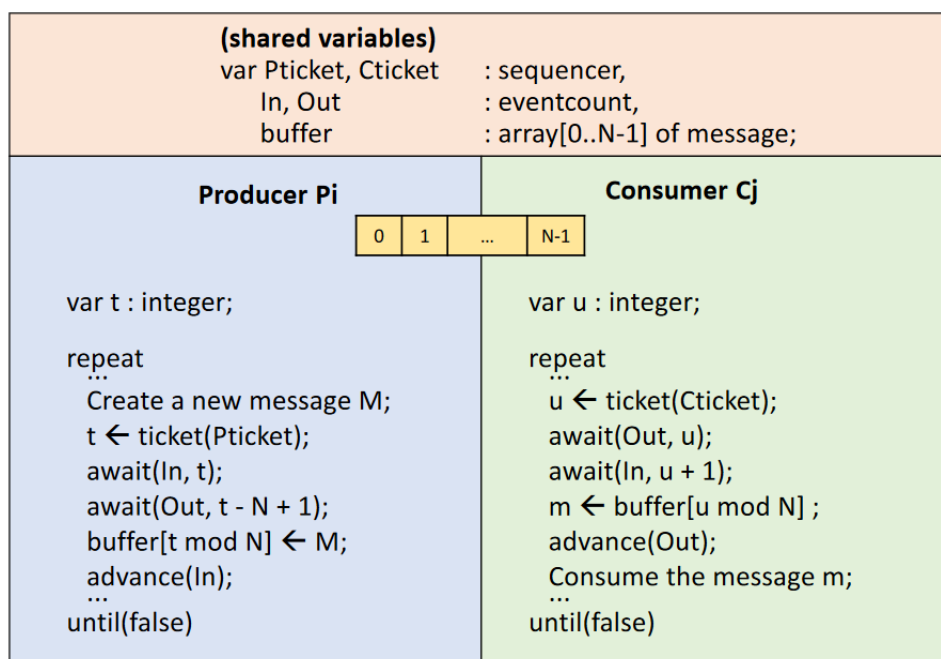 (shared variables)
var Pticket, Cticket : sequencer,
In, Out : eventcount,
buffer : array[0..N-1] of message;
Producer Pi
Consumer Cj
0 1 ... N-1
var t : integer;
repeat
...
Create a new message M;
t ← ticket(Pticket);
await(In, t);
await(Out, t - N + 1);
buffer[t mod N] ← M;
advance(In);
...
until(false)
var u : integer;
repeat
...
u ← ticket(Cticket);
await(Out, u);
await(In, u + 1);
m ← buffer[u mod N] ;
advance(Out);
Consume the message m;
...
until(false)